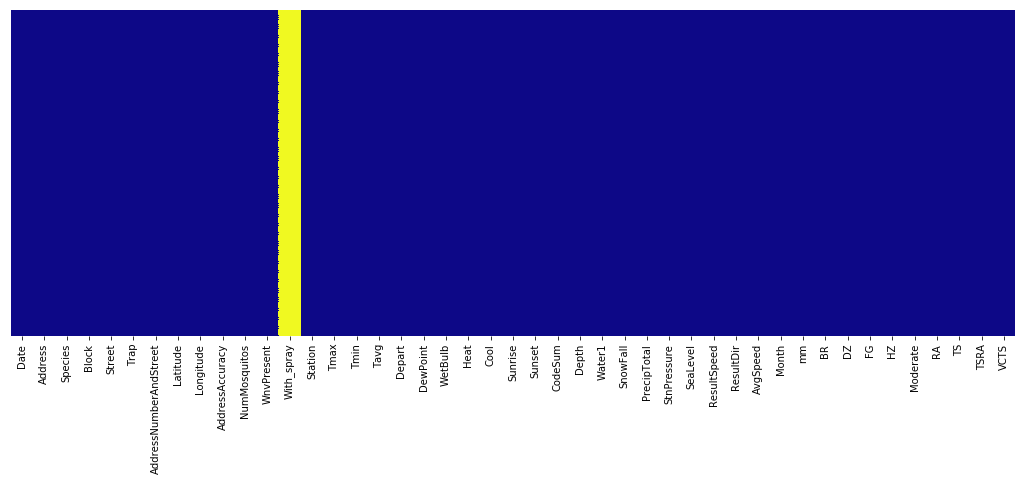 Date
Address
Species
Block
Street
Trap
AddressNumberAndStreet
Latitude
Longitude
AddressAccuracy
NumMosquitos
WnvPresent
With_spray
Station
Tmax
Tmin
Tavg
Depart
DewPoint
WetBulb
Heat
Cool
Sunrise
Sunset
CodeSum
Depth
Water1
SnowFall
PrecipTotal
StnPressure
SeaLevel
ResultSpeed
ResultDir
AvgSpeed
Month
mm
BR
DZ
FG
HZ
Moderate
RA
TS
TSRA
VCTS